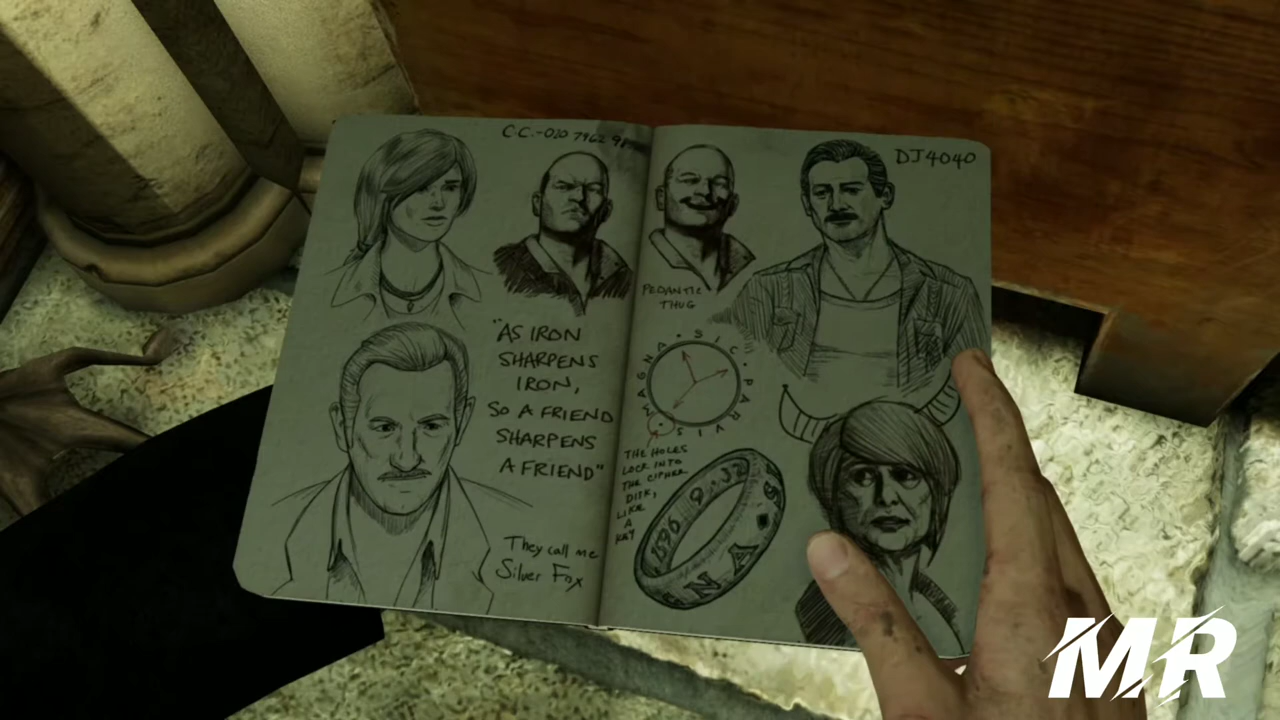 C.C.-020 7962
"AS IRON
SHARPENS
IRON,
SO A FRIEND
SHARPENS
A FRIEND"
They call me
Silver Fox
DJ4040
PEDANTIC
THUG
SIC PARVIS MAGNA
THE HOLES
LOCK INTO
THE CIPHER
DISK,
LIKE
A
KEY
1596
9
S
N A
MR